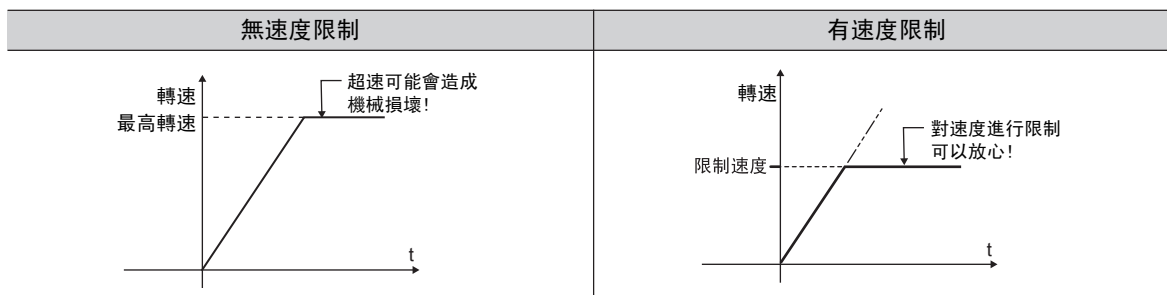 無速度限制
有速度限制
轉速
最高轉速
超速可能會造成
機械損壞！
t
轉速
限制速度
對速度進行限制
可以放心！
t